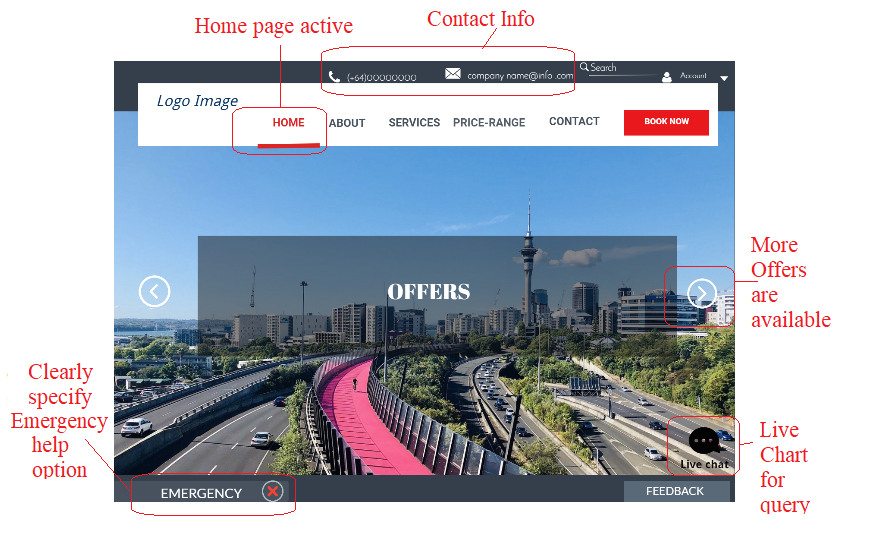 Home page active
Contact Info
(+64)00000000
company name@info .com
Search
Account
Logo Image
HOME
ABOUT
SERVICES
PRICE-RANGE
CONTACT
BOOK NOW
OFFERS
More
Offers
are
available
Clearly
specify
Emergency
help
option
Live chat
Live
Chart
for
query
EMERGENCY
FEEDBACK